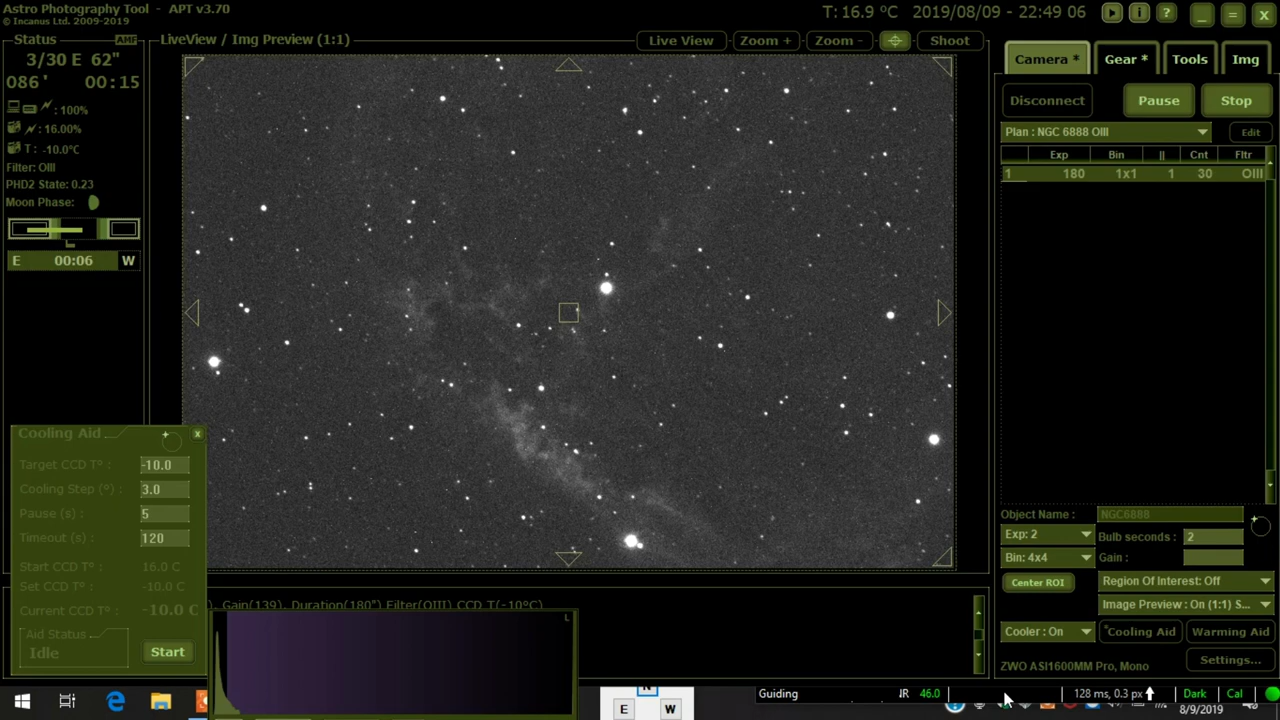 Astro Photography Tool - APT v3.70
© Incanus Ltd. 2009-2019
T: 16.9 °C 2019/08/09 - 22:49 06
Status
AMF
3/30 E 62"
086' 00:15
: 100%
: 16.00%
T : -10.0°C
Filter: OIII
PHD2 State: 0.23
Moon Phase:
E 00:06 W
LiveView / Img Preview (1:1)
Live View Zoom + Zoom - Shoot
Camera * Gear * Tools Img
Disconnect Pause Stop
Plan : NGC 6888 OIII Edit
Exp Bin || Cnt Fltr
1 180 1x1 1 30 OIII
Object Name : NGC6888
Exp: 2 Bulb seconds : 2
Bin: 4x4 Gain :
Center ROI Region Of Interest: Off
Image Preview : On (1:1) S...
Cooler : On Cooling Aid Warming Aid
ZWO ASI1600MM Pro, Mono Settings...
Cooling Aid x
Target CCD T° : -10.0
Cooling Step (°) : 3.0
Pause (s) : 5
Timeout (s) : 120
Start CCD T° : 16.0 C
Set CCD T° : -10.0 C
Current CCD T° : -10.0 C
Aid Status
Idle Start
), Gain(139), Duration(180") Filter(OIII) CCD T(-10°C)
L
N
E W
Guiding JR 46.0 128 ms, 0.3 px Dark Cal
8/9/2019